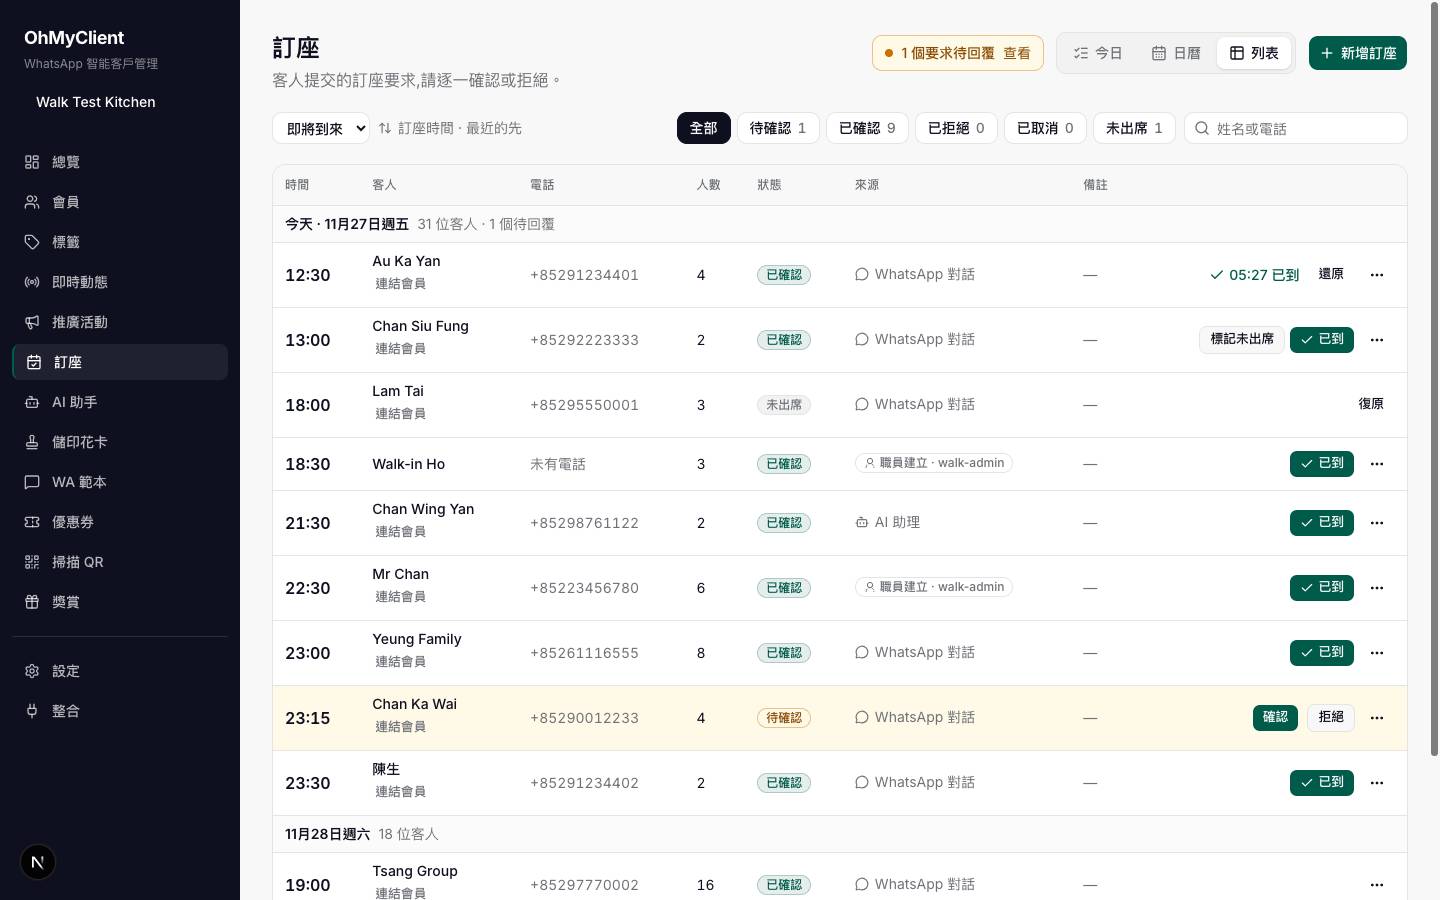 OhMyClient
WhatsApp 智能客戶管理
Walk Test Kitchen
總覽
會員
標籤
即時動態
推廣活動
訂座
AI 助手
儲印花卡
WA 範本
優惠券
掃描 QR
獎賞
設定
整合
N
訂座
客人提交的訂座要求,請逐一確認或拒絕。
1 個要求待回覆 查看
今日 日曆 列表
新增訂座
即將到來 訂座時間 · 最近的先
全部 待確認 1 已確認 9 已拒絕 0 已取消 0 未出席 1 姓名或電話
時間 客人 電話 人數 狀態 來源 備註
今天 · 11月27日週五 31 位客人 · 1 個待回覆
12:30 Au Ka Yan +85291234401 4 已確認 WhatsApp 對話 — 05:27 已到 還原 ···
連結會員
13:00 Chan Siu Fung +85292223333 2 已確認 WhatsApp 對話 — 標記未出席 已到 ···
連結會員
18:00 Lam Tai +85295550001 3 未出席 WhatsApp 對話 — 復原
連結會員
18:30 Walk-in Ho 未有電話 3 已確認 職員建立 · walk-admin — 已到 ···
21:30 Chan Wing Yan +85298761122 2 已確認 AI 助理 — 已到 ···
連結會員
22:30 Mr Chan +85223456780 6 已確認 職員建立 · walk-admin — 已到 ···
連結會員
23:00 Yeung Family +85261116555 8 已確認 WhatsApp 對話 — 已到 ···
連結會員
23:15 Chan Ka Wai +85290012233 4 待確認 WhatsApp 對話 — 確認 拒絕 ···
連結會員
23:30 陳生 +85291234402 2 已確認 WhatsApp 對話 — 已到 ···
連結會員
11月28日週六 18 位客人
19:00 Tsang Group +85297770002 16 已確認 WhatsApp 對話 — ···
連結會員